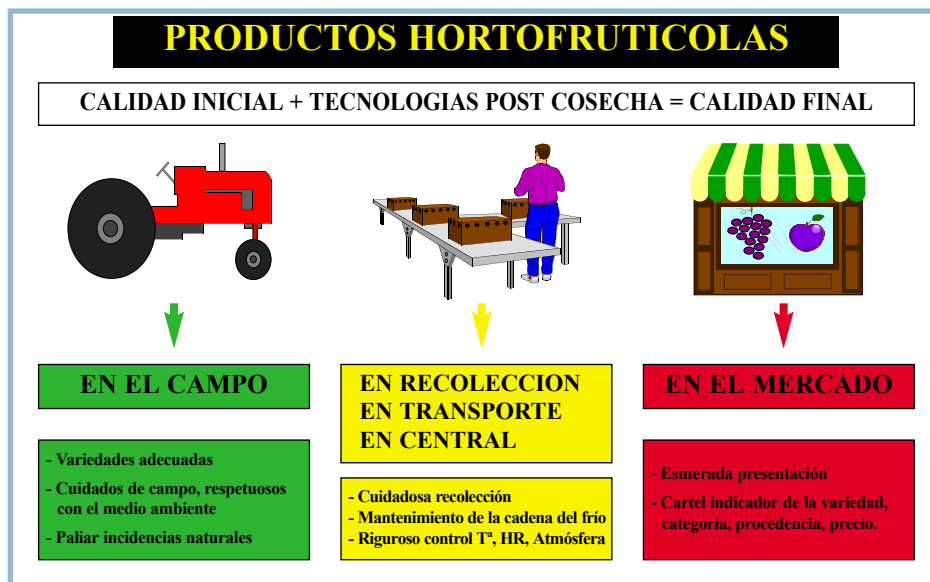 PRODUCTOS HORTOFRUTICOLAS
CALIDAD INICIAL + TECNOLOGIAS POST COSECHA = CALIDAD FINAL
EN EL CAMPO
- Variedades adecuadas
- Cuidados de campo, respetuosos
con el medio ambiente
- Paliar incidencias naturales
EN RECOLECCION
EN TRANSPORTE
EN CENTRAL
- Cuidadosa recolección
- Mantenimiento de la cadena del frío
- Riguroso control Tª, HR, Atmósfera
EN EL MERCADO
- Esmerada presentación
- Cartel indicador de la variedad,
categoría, procedencia, precio.